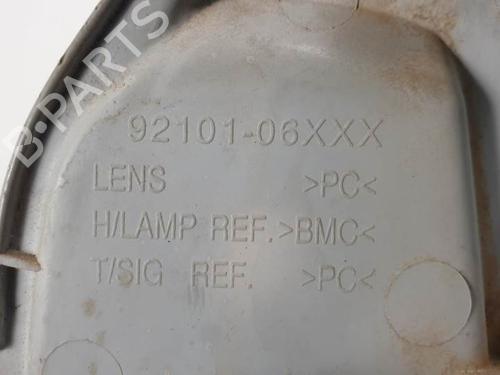 B-PARTS
92101-06XXX
LENS >PC<
H/LAMP REF.>BMC<
T/SIG REF. >PC<